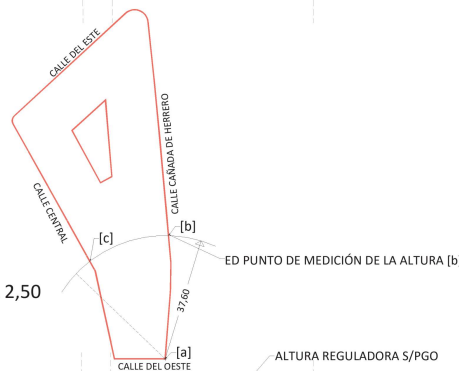 CALLE DEL ESTE
CALLE CAÑADA DE HERRERO
CALLE CENTRAL
[c]
[b]
ED PUNTO DE MEDICIÓN DE LA ALTURA [b]
2,50
37,60
[a]
CALLE DEL OESTE
ALTURA REGULADORA S/PGO